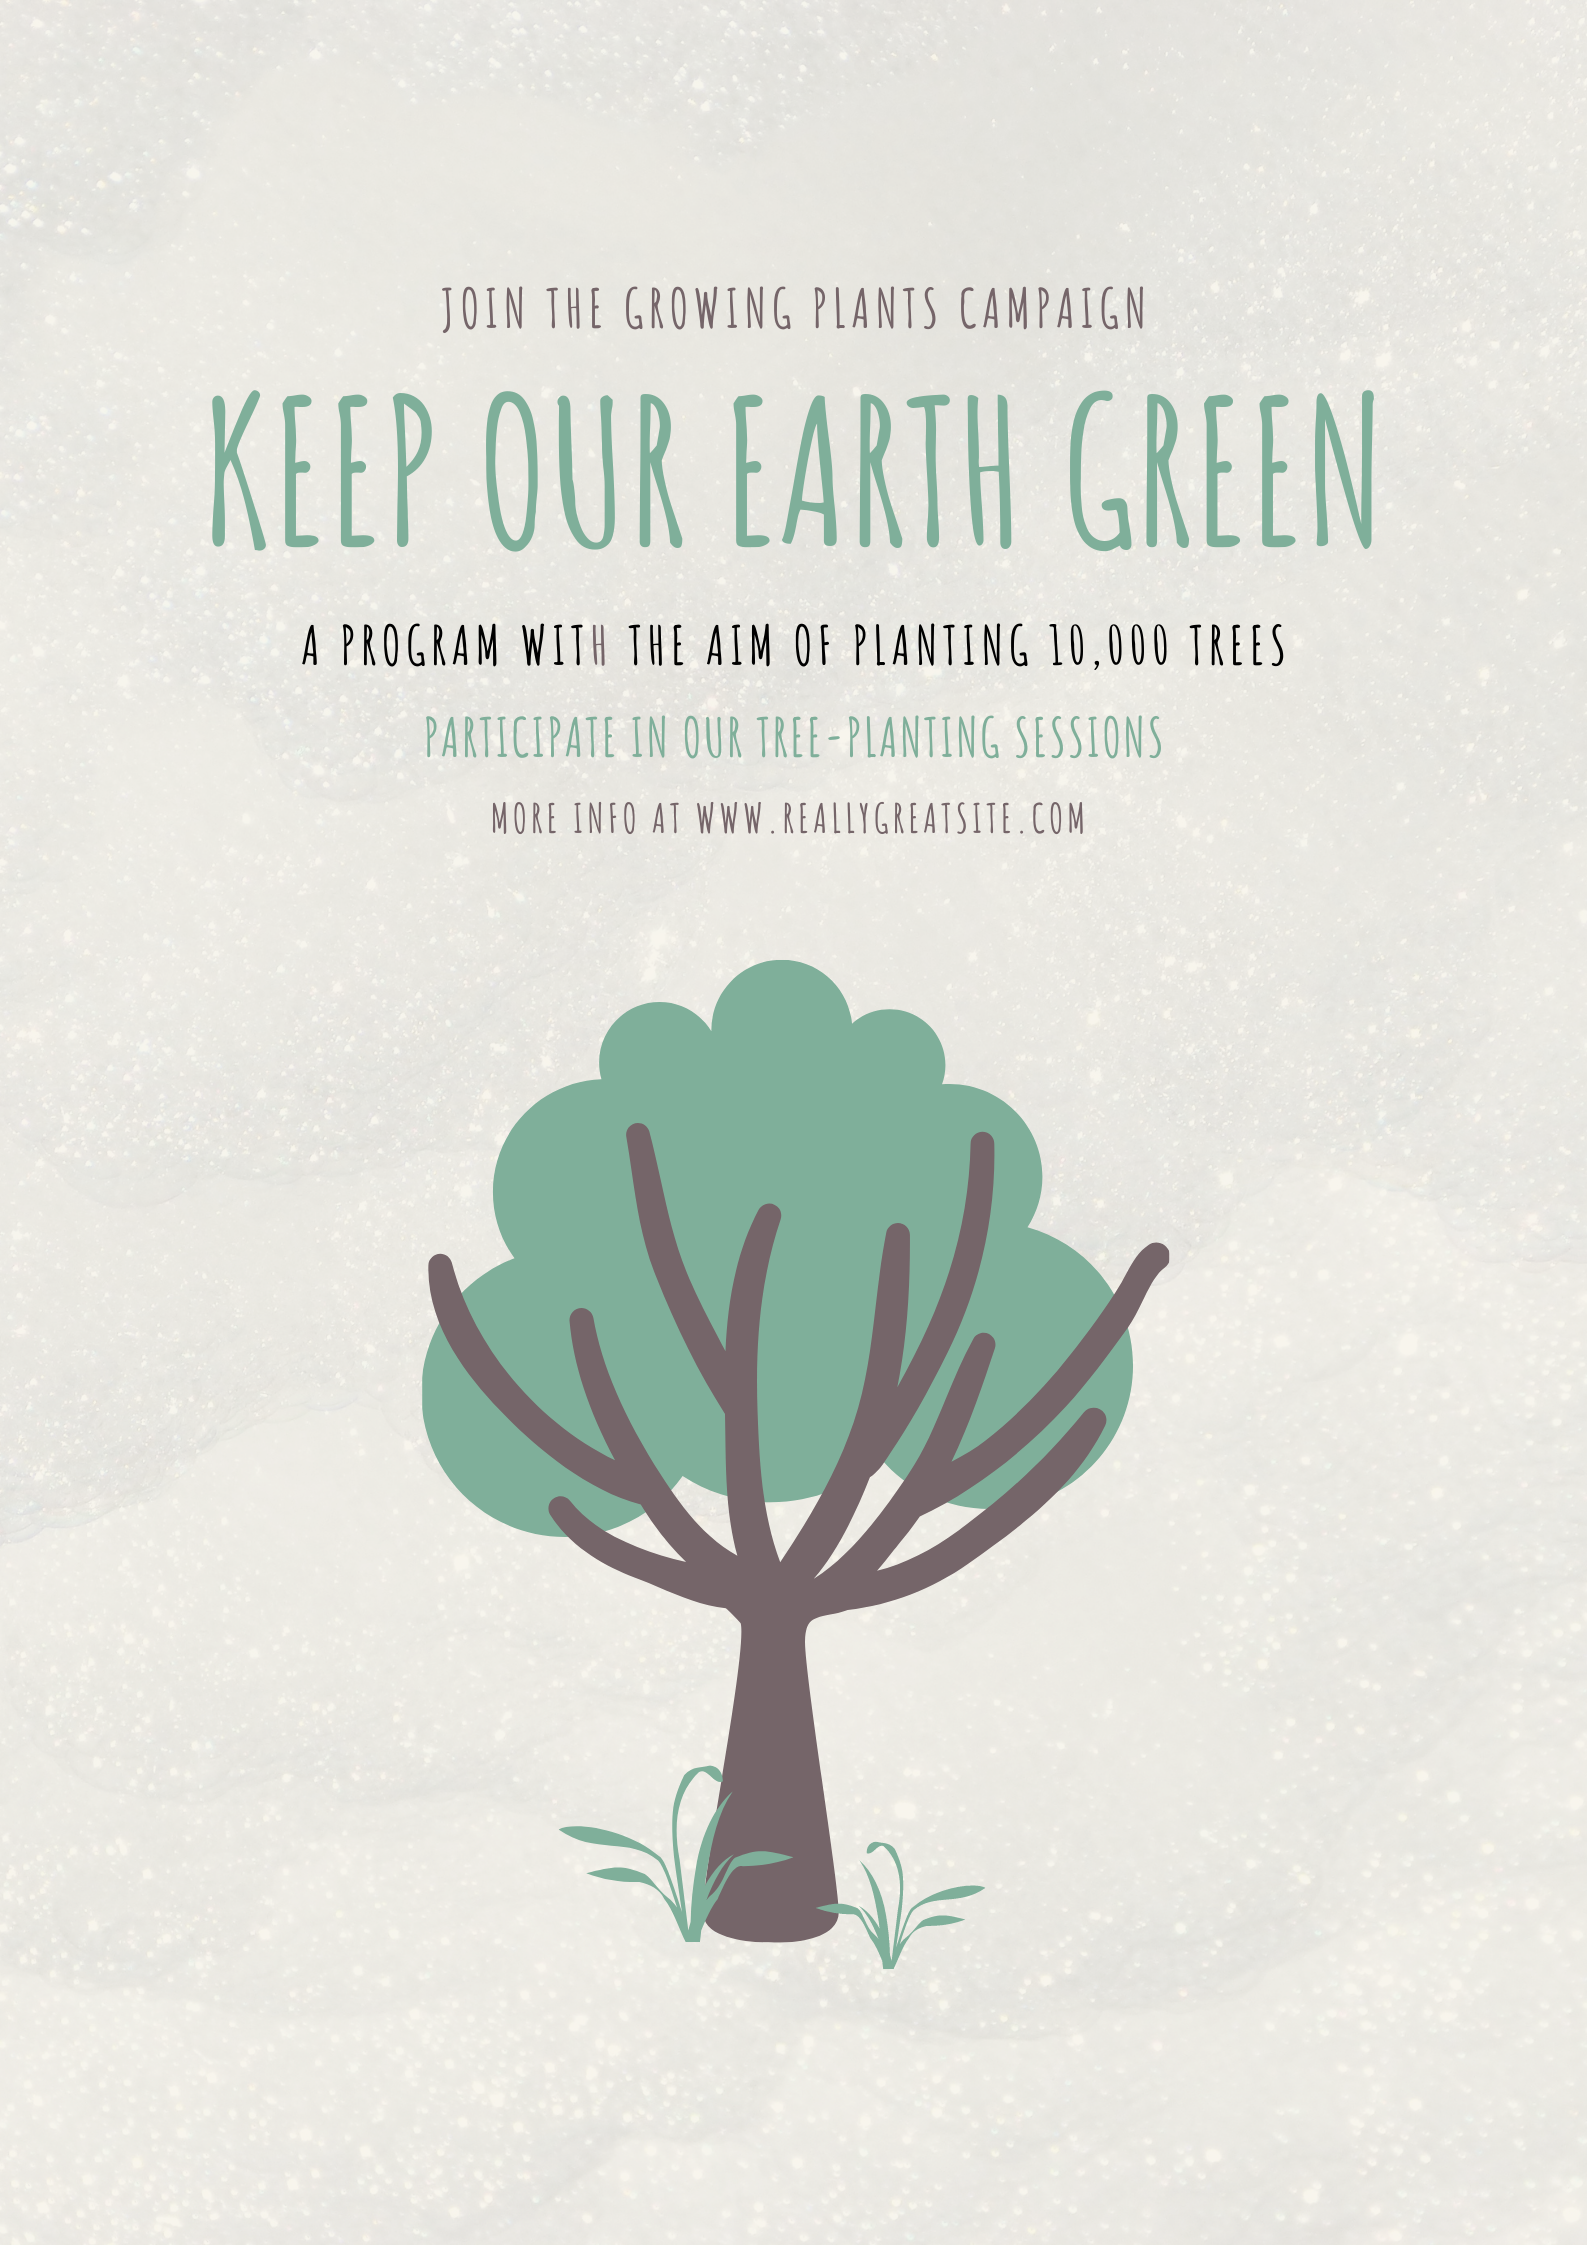 JOIN THE GROWING PLANTS CAMPAIGN
KEEP OUR EARTH GREEN
A PROGRAM WITH THE AIM OF PLANTING 10,000 TREES
PARTICIPATE IN OUR TREE-PLANTING SESSIONS
MORE INFO AT WWW.REALLYGREATSITE.COM